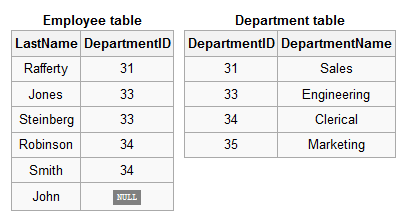 Employee table
LastName DepartmentID
Rafferty 31
Jones 33
Steinberg 33
Robinson 34
Smith 34
John NULL
Department table
DepartmentID DepartmentName
31 Sales
33 Engineering
34 Clerical
35 Marketing